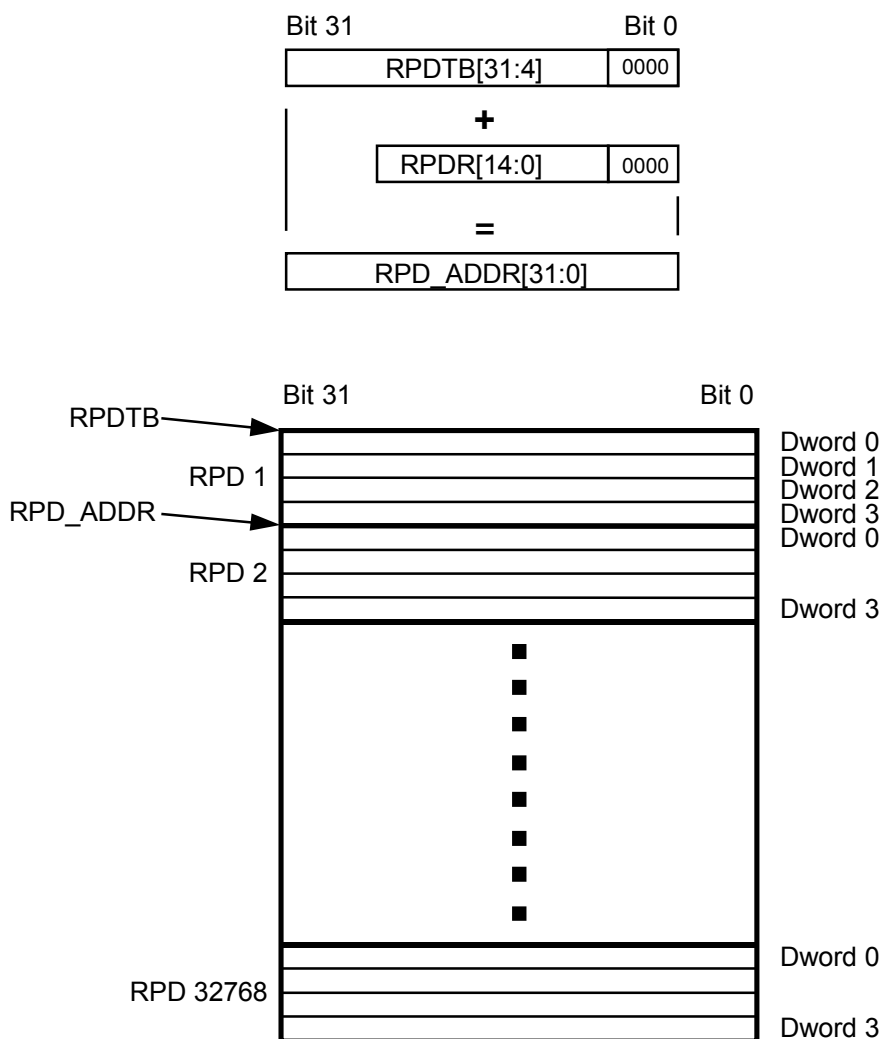 Bit 31 Bit 0
RPDTB[31:4] 0000
+
RPDR[14:0] 0000
=
RPD_ADDR[31:0]
Bit 31 Bit 0
RPDTB
Dword 0
RPD 1
Dword 1
Dword 2
RPD_ADDR
Dword 3
Dword 0
RPD 2
Dword 3
Dword 0
RPD 32768
Dword 3